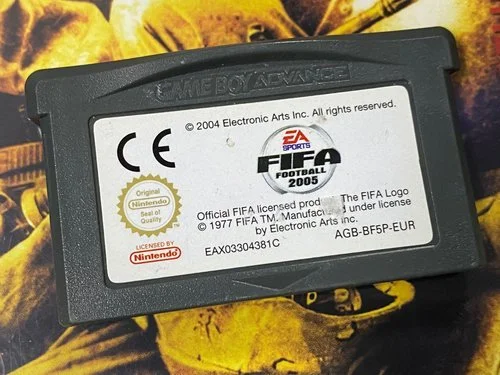 GAME BOY ADVANCE
© 2004 Electronic Arts Inc. All rights reserved.
CE
EA
SPORTS
FIFA
FOOTBALL
2005
Original
Nintendo
Seal of
Quality
Official FIFA licensed The FIFA Logo
© 1977 FIFA TM. under license
by Electronic Arts Inc.
LICENSED BY
Nintendo
EAX03304381C
AGB-BF5P-EUR